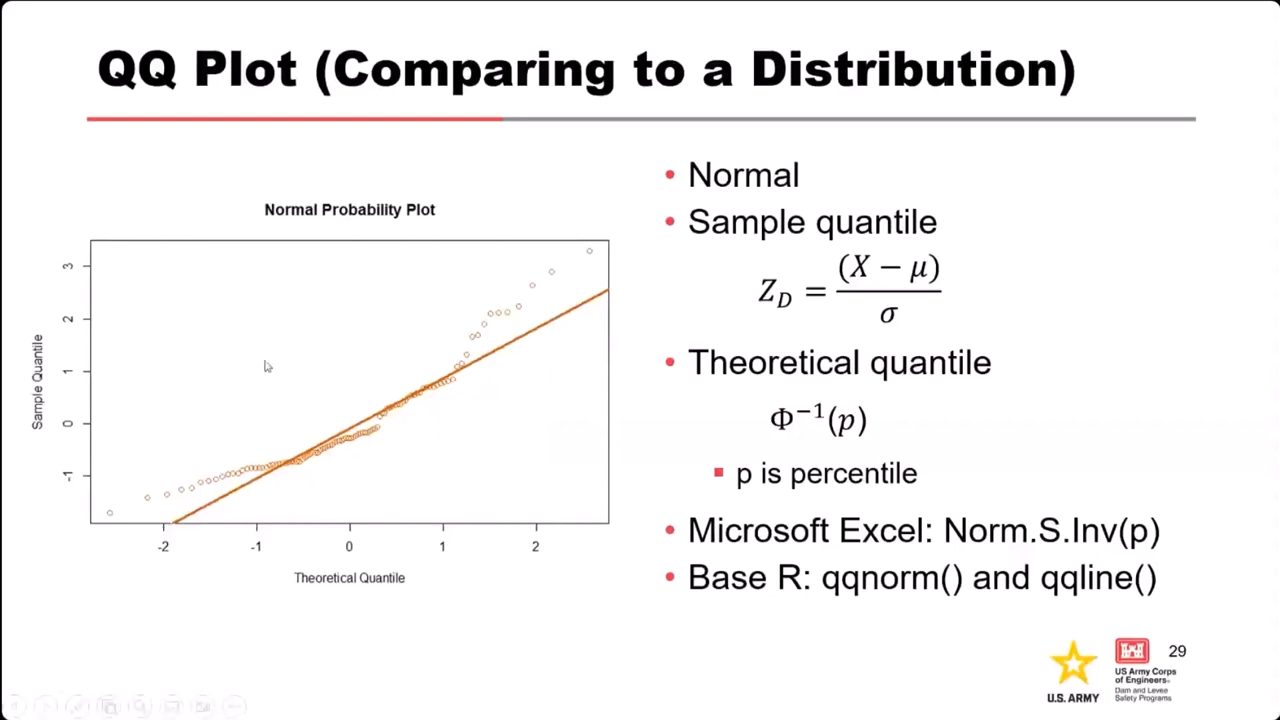 QQ Plot (Comparing to a Distribution)
Normal Probability Plot
3
2
1
0
-1
Sample Quantile
-2
-1
0
1
2
Theoretical Quantile
• Normal
• Sample quantile
Z_D = (X − μ) / σ
• Theoretical quantile
Φ⁻¹(p)
▪ p is percentile
• Microsoft Excel: Norm.S.Inv(p)
• Base R: qqnorm() and qqline()
U.S. ARMY
US Army Corps
of Engineers®
Dam and Levee
Safety Programs
29